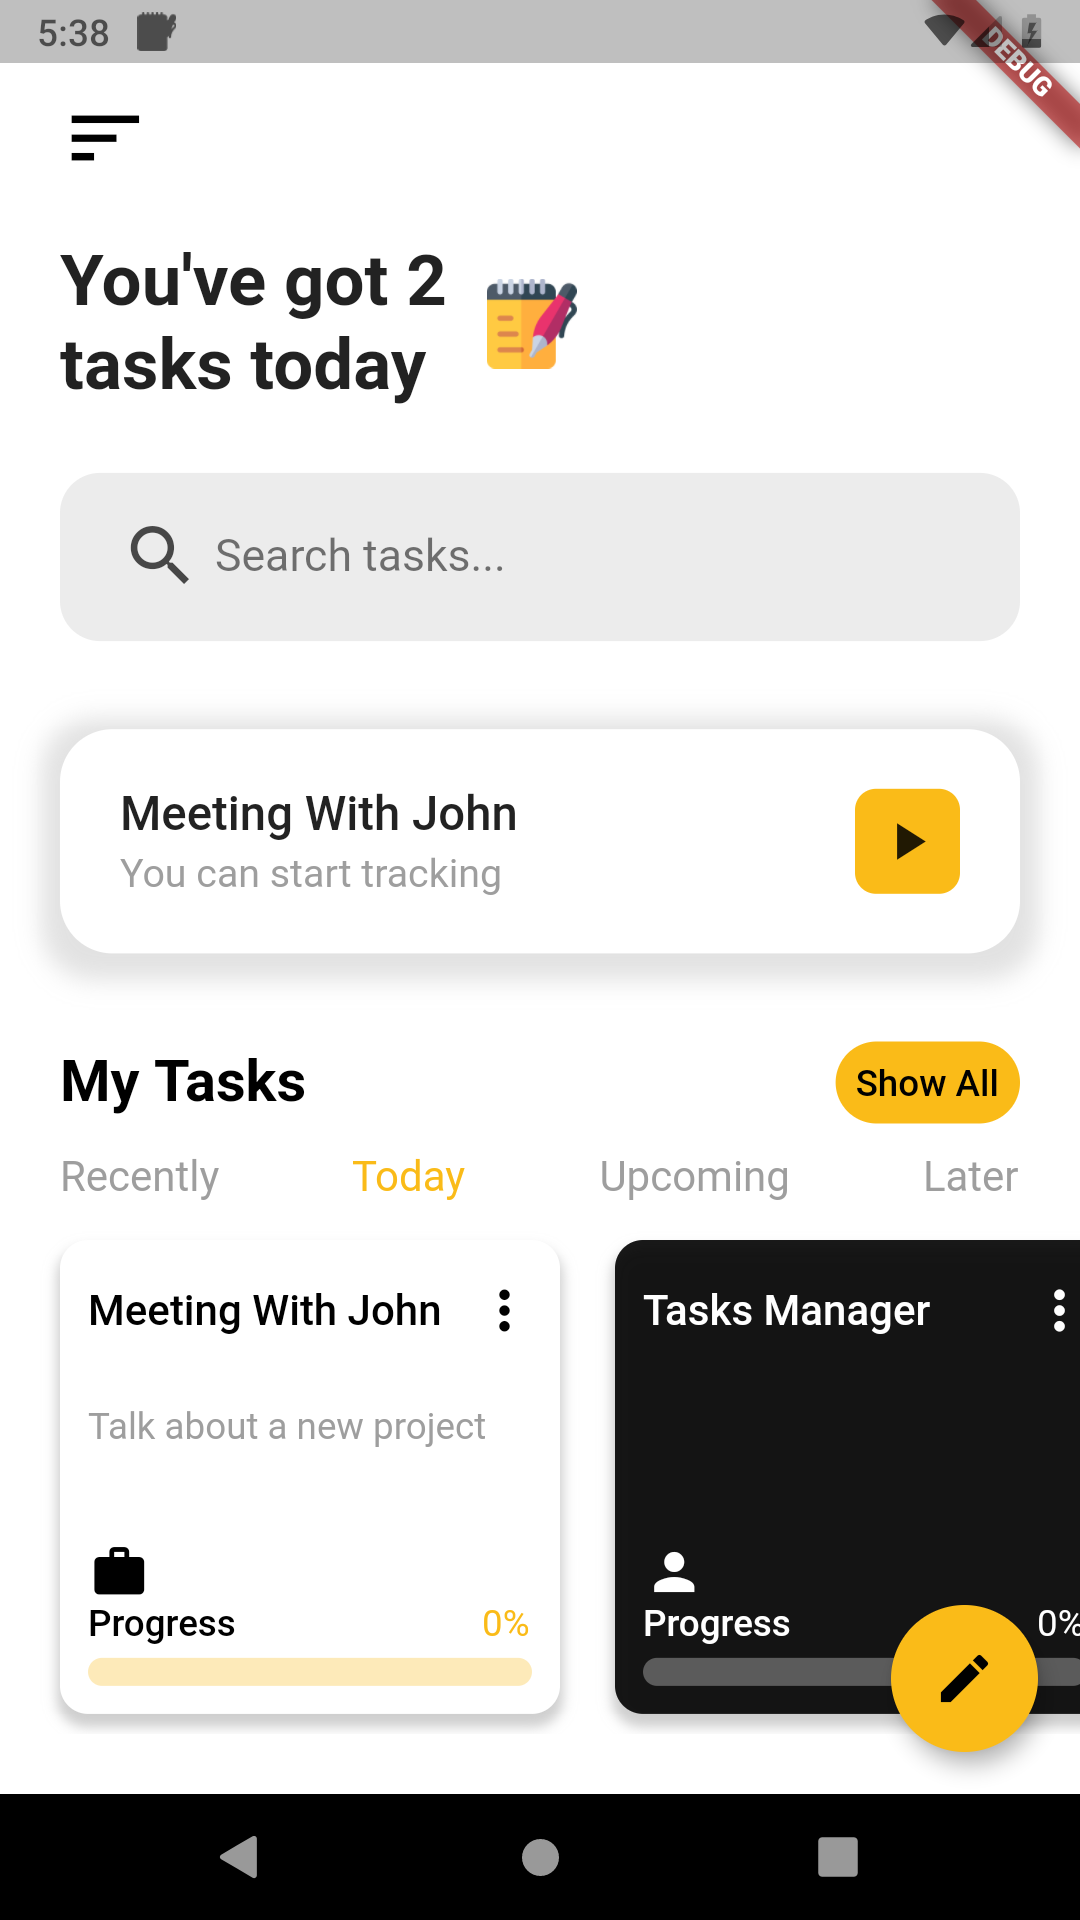 5:38
DEBUG
You've got 2
tasks today
Search tasks...
Meeting With John
You can start tracking
My Tasks
Show All
Recently Today Upcoming Later
Meeting With John
Talk about a new project
Progress 0%
Tasks Manager
Progress 0%